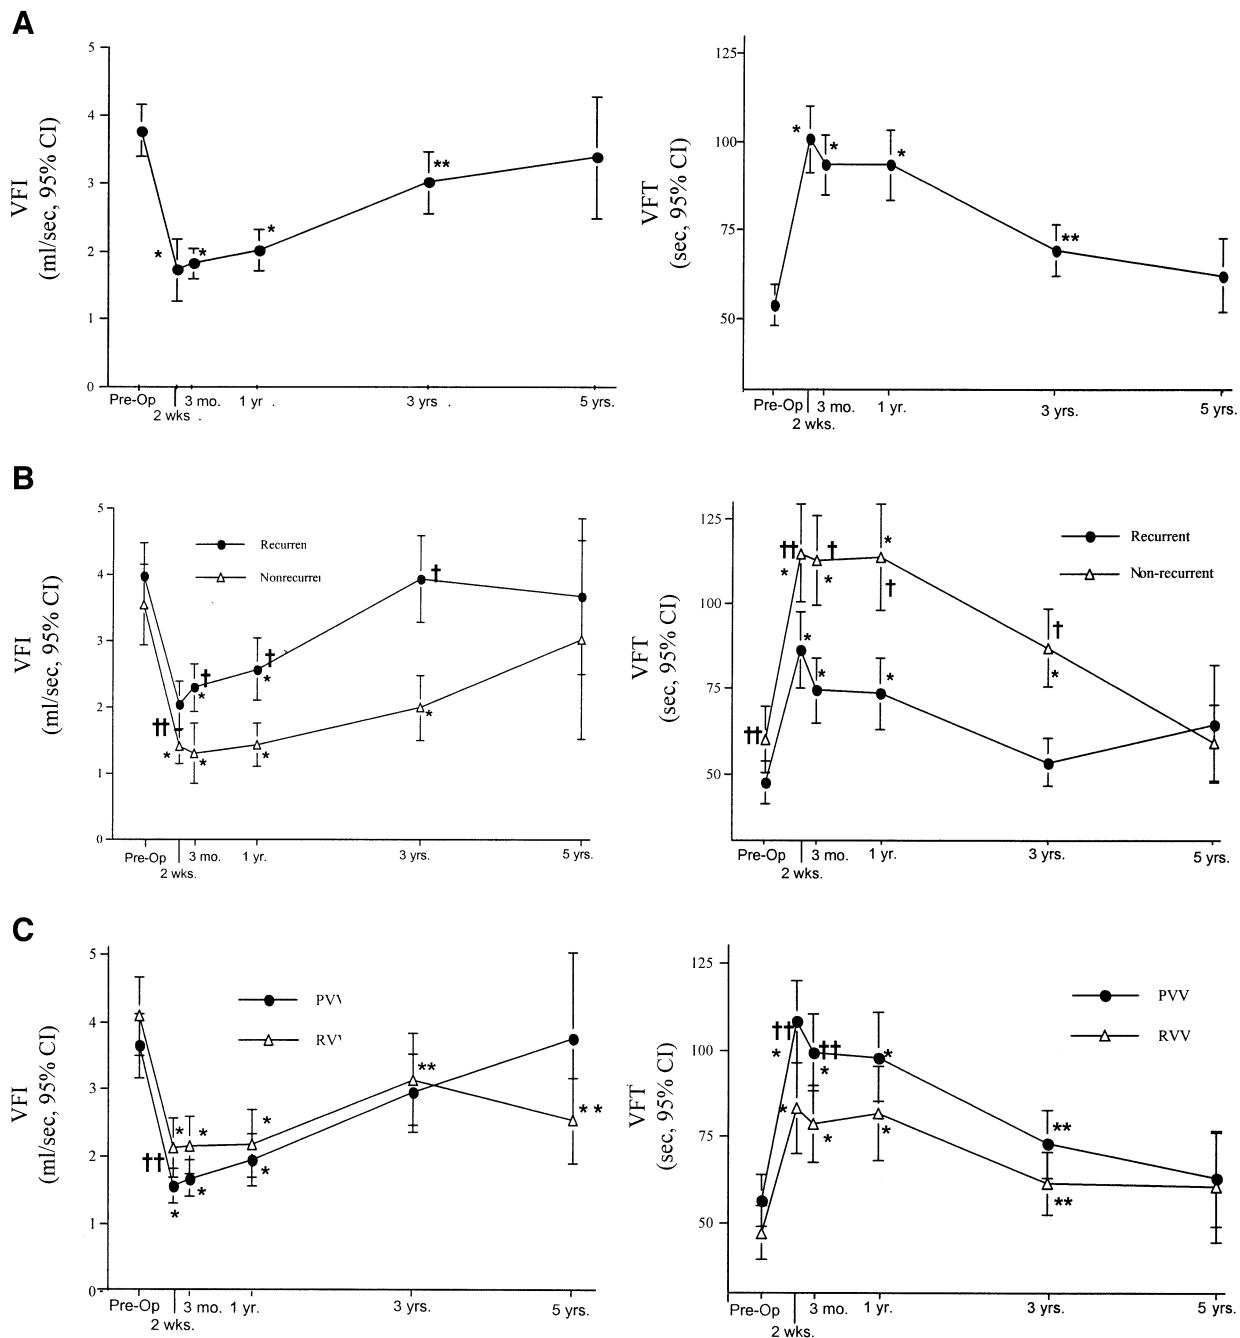 A
VFI
(ml/sec, 95% CI)
5
4
3
2
1
0
*
*
*
**
Pre-Op
2 wks.
3 mo.
1 yr.
3 yrs.
5 yrs.
VFT
(sec, 95% CI)
125
100
75
50
*
*
*
**
Pre-Op
2 wks.
3 mo.
1 yr.
3 yrs.
5 yrs.
B
VFI
(ml/sec, 95% CI)
5
4
3
2
1
0
Recurren
Nonrecurrei
††
*
†
*
*
†
*
*
†
*
Pre-Op
2 wks.
3 mo.
1 yr.
3 yrs.
5 yrs.
VFT
(sec, 95% CI)
125
100
75
50
Recurrent
Non-recurrent
††
††
*
†
*
*
†
*
*
*
†
*
Pre-Op
2 wks.
3 mo.
1 yr.
3 yrs.
5 yrs.
C
VFI
(ml/sec, 95% CI)
5
4
3
2
1
0
PVV
RVV
††
*
*
*
*
*
*
**
**
Pre-Op
2 wks.
3 mo.
1 yr.
3 yrs.
5 yrs.
VFT
(sec, 95% CI)
125
100
75
50
PVV
RVV
††
*
††
*
*
*
*
*
**
**
Pre-Op
2 wks.
3 mo.
1 yr.
3 yrs.
5 yrs.